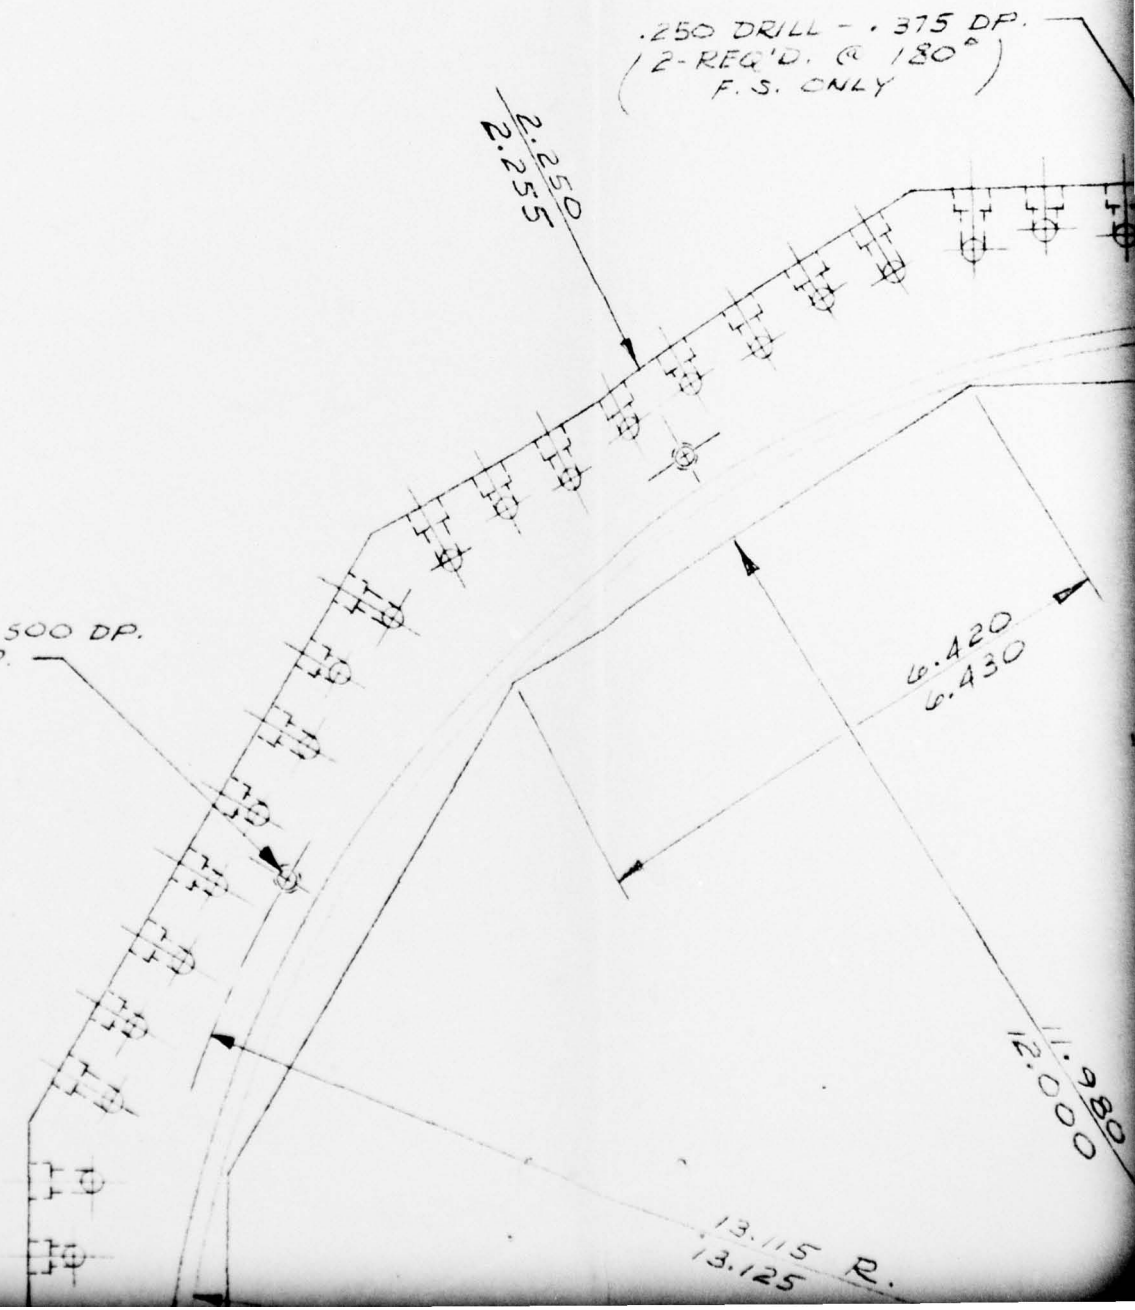 .250 DRILL - .375 DP.
(2-REQ'D. @ 180°)
F.S. ONLY
2.250
2.255
500 DP.
6.420
6.430
11.980
12.000
13.115 R.
13.125